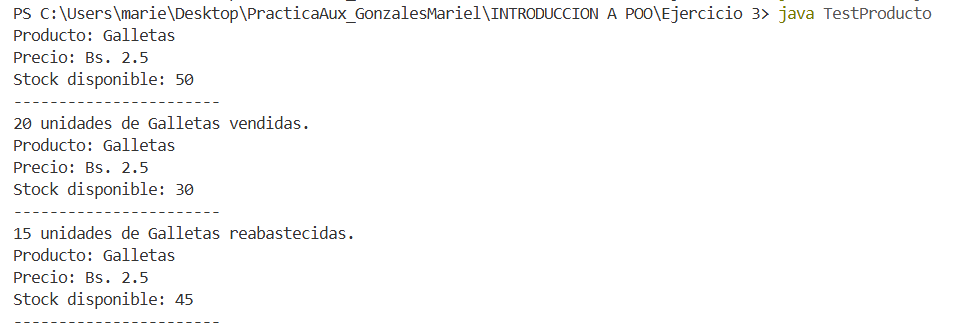 PS C:\Users\marie\Desktop\PracticaAux_GonzalesMariel\INTRODUCCION A POO\Ejercicio 3> java TestProducto
Producto: Galletas
Precio: Bs. 2.5
Stock disponible: 50
-----------------------
20 unidades de Galletas vendidas.
Producto: Galletas
Precio: Bs. 2.5
Stock disponible: 30
-----------------------
15 unidades de Galletas reabastecidas.
Producto: Galletas
Precio: Bs. 2.5
Stock disponible: 45
-----------------------